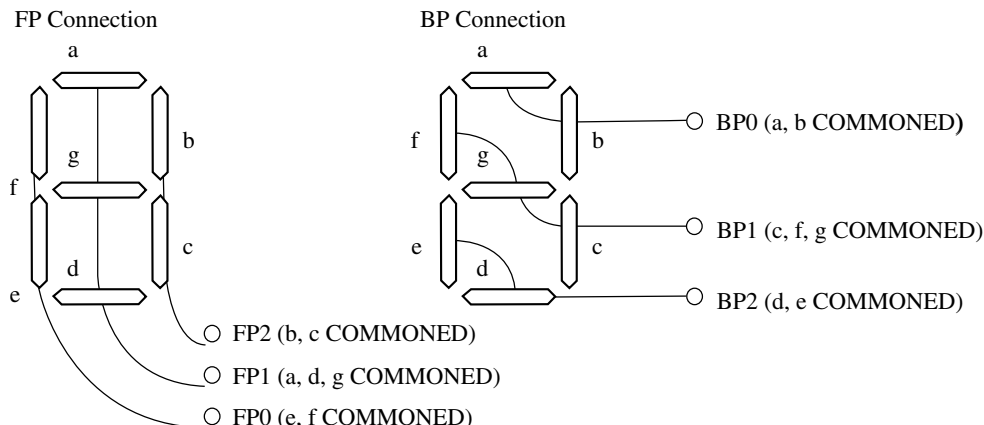 FP Connection
a
b
g
f
c
d
e
FP2 (b, c COMMONED)
FP1 (a, d, g COMMONED)
FP0 (e, f COMMONED)
BP Connection
a
BP0 (a, b COMMONED)
f
b
g
BP1 (c, f, g COMMONED)
e
c
d
BP2 (d, e COMMONED)